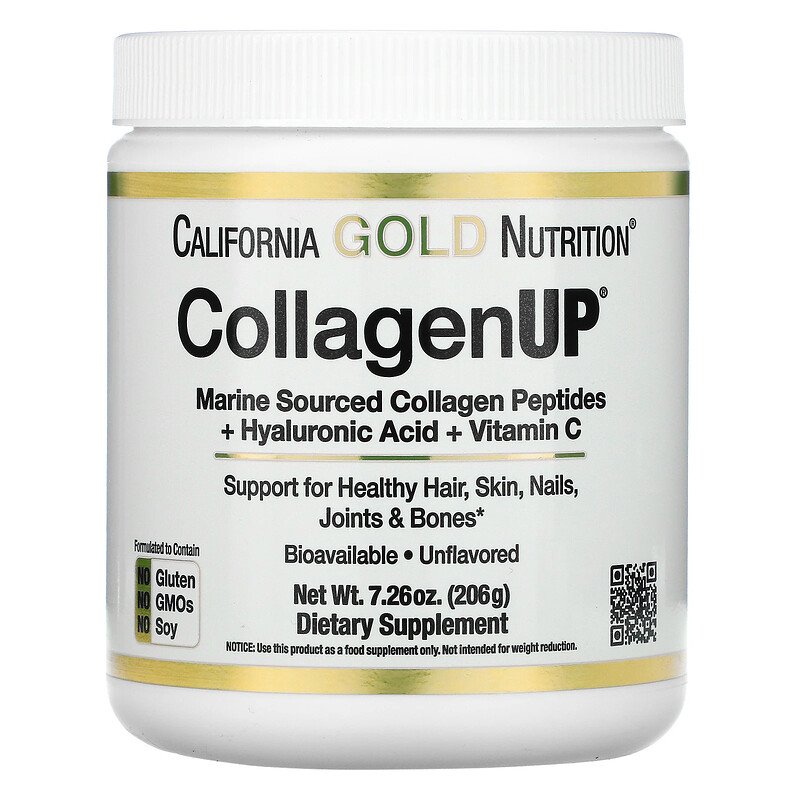 CALIFORNIA GOLD NUTRITION®
CollagenUP®
Marine Sourced Collagen Peptides
+ Hyaluronic Acid + Vitamin C
Support for Healthy Hair, Skin, Nails,
Joints & Bones*
Bioavailable • Unflavored
Formulated to Contain
NO Gluten
NO GMOs
NO Soy
Net Wt. 7.26oz. (206g)
Dietary Supplement
NOTICE: Use this product as a food supplement only. Not intended for weight reduction.